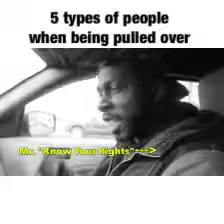 5 types of people
when being pulled over
Mr. "Know Your Rights"--->